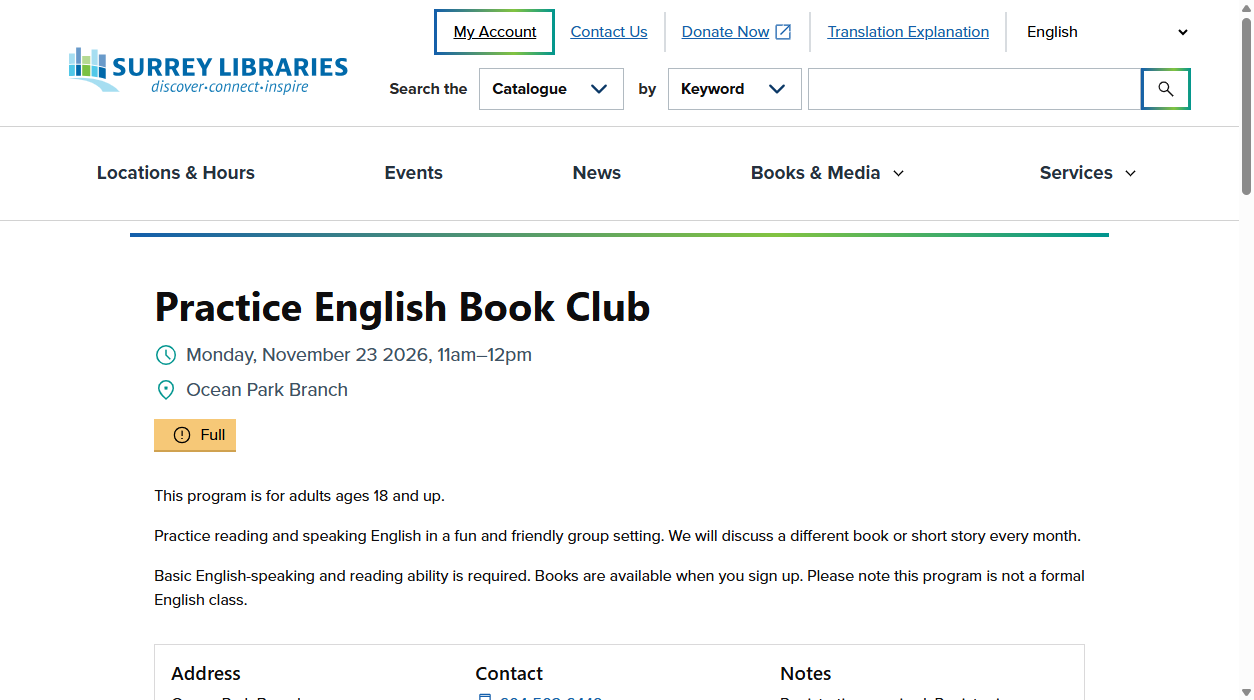 My Account
Contact Us
Donate Now
Translation Explanation
English
SURREY LIBRARIES
discover·connect·inspire
Search the
Catalogue
by
Keyword
Locations & Hours
Events
News
Books & Media
Services
Practice English Book Club
Monday, November 23 2026, 11am–12pm
Ocean Park Branch
Full
This program is for adults ages 18 and up.
Practice reading and speaking English in a fun and friendly group setting. We will discuss a different book or short story every month.
Basic English-speaking and reading ability is required. Books are available when you sign up. Please note this program is not a formal
English class.
Address
Contact
Notes